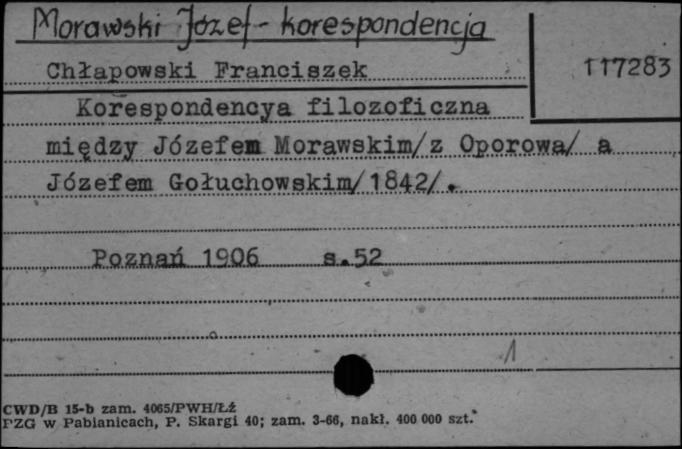 Morawski Józef - korespondencja
Chłapowski Franciszek
117283
Korespondencya filozoficzna
między Józefem Morawskim/z Oporowa/ a
Józefem Gołuchowskim/1842/.
Poznań 1906 s.52
1
CWD/B 15-b zam. 4065/PWH/Łź
PZG w Pabianicach, P. Skargi 40; zam. 3-66, nakł. 400 000 szt.